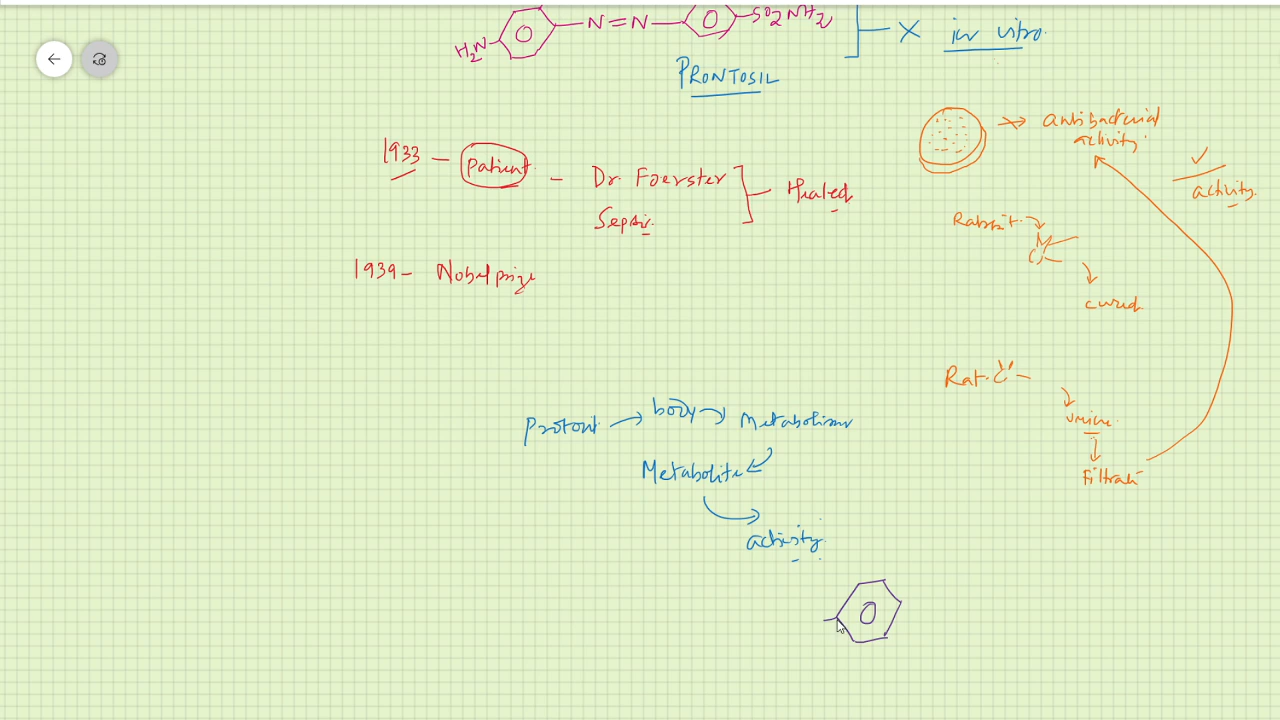 H2N
N=N
SO2NH2
X in vitro.
PRONTOSIL
antibacterial
activity.
activity.
1933 - patient - Dr. Foerster
Sepsis.
Healed
Rabbit.
cured.
1939 - Nobel prize
Rat.
urine.
Filtrate
body Metabolism
Metabolite
activity.